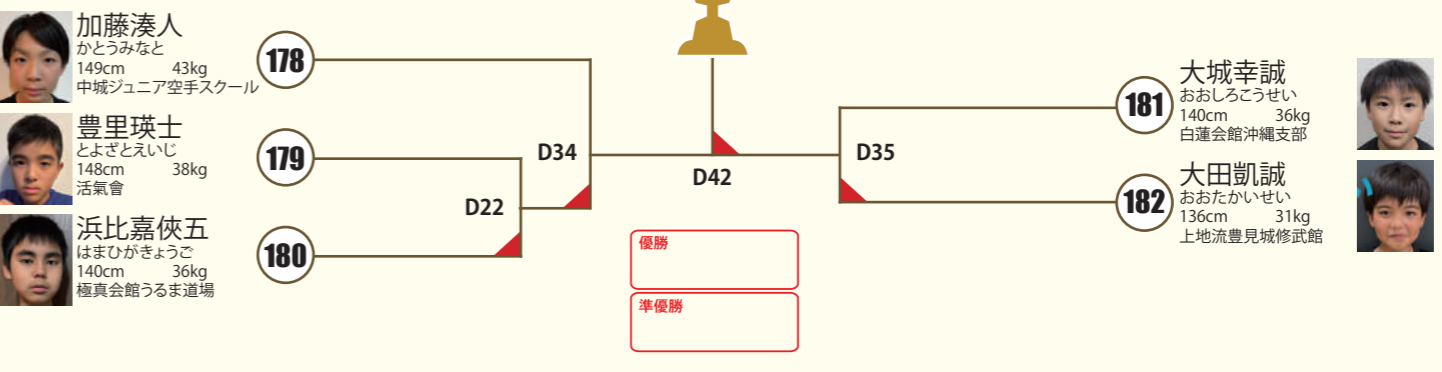 加藤湊人
かとうみなと
149cm 43kg
中城ジュニア空手スクール
178
豊里瑛士
とよざとえいじ
148cm 38kg
活氣會
179
浜比嘉俠五
はまひがきょうご
140cm 36kg
極真会館うるま道場
180
D22
D34
D42
D35
優勝
準優勝
181
大城幸誠
おおしろこうせい
140cm 36kg
白蓮会館沖縄支部
182
大田凱誠
おおたかいせい
136cm 31kg
上地流豊見城修武館